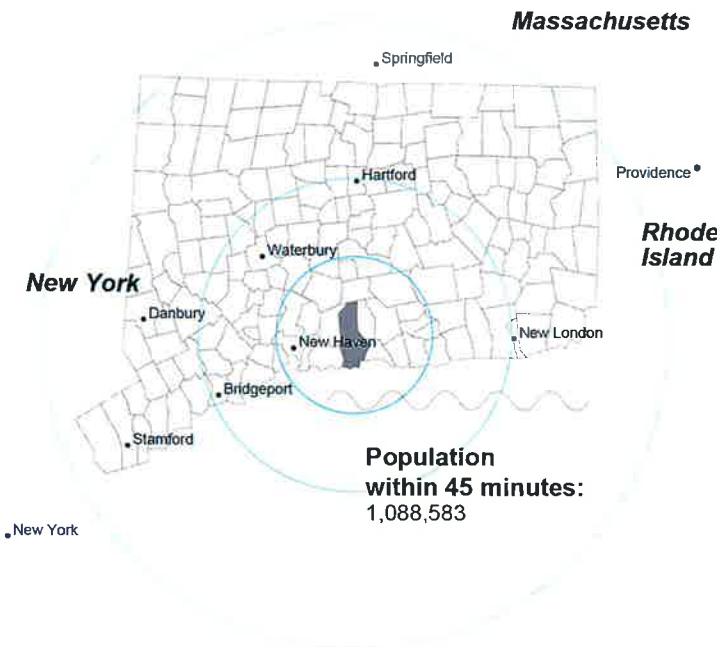 Massachusetts
Springfield
Hartford
Providence
Waterbury
Rhode
Island
New York
Danbury
New London
New Haven
Bridgeport
Stamford
Population
within 45 minutes:
1,088,583
New York